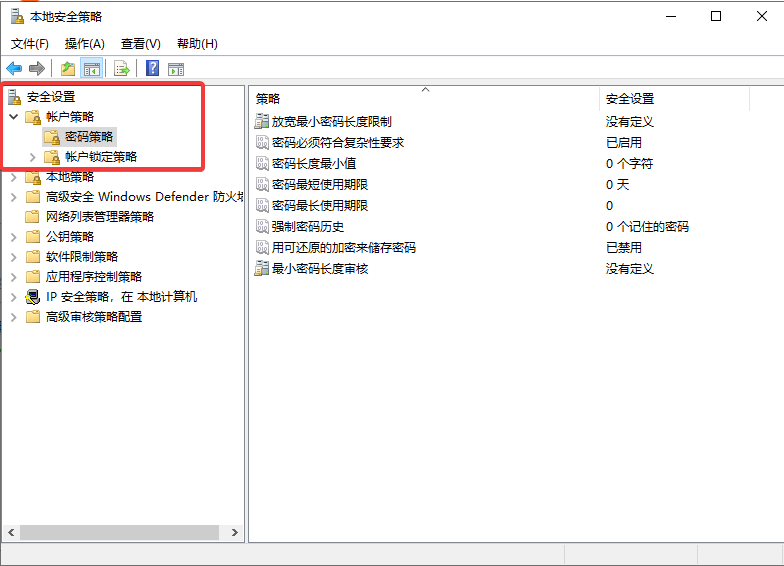 本地安全策略
文件(F) 操作(A) 查看(V) 帮助(H)
安全设置
帐户策略
密码策略
帐户锁定策略
本地策略
高级安全 Windows Defender 防火
网络列表管理器策略
公钥策略
软件限制策略
应用程序控制策略
IP 安全策略，在 本地计算机
高级审核策略配置
策略 安全设置
放宽最小密码长度限制 没有定义
密码必须符合复杂性要求 已启用
密码长度最小值 0 个字符
密码最短使用期限 0 天
密码最长使用期限 0
强制密码历史 0 个记住的密码
用可还原的加密来储存密码 已禁用
最小密码长度审核 没有定义